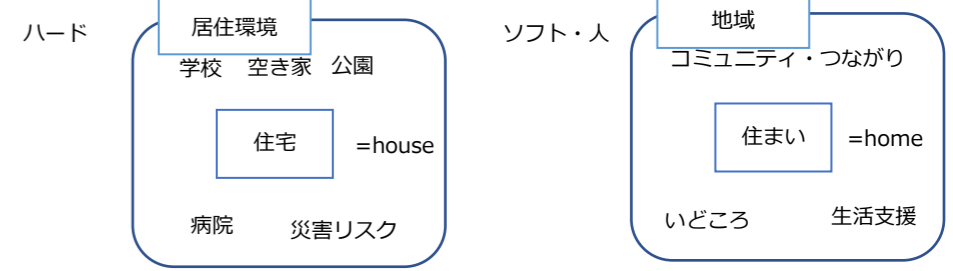 ハード
居住環境
学校 空き家 公園
住宅
=house
病院
災害リスク
ソフト・人
地域
コミュニティ・つながり
住まい
=home
いどころ
生活支援